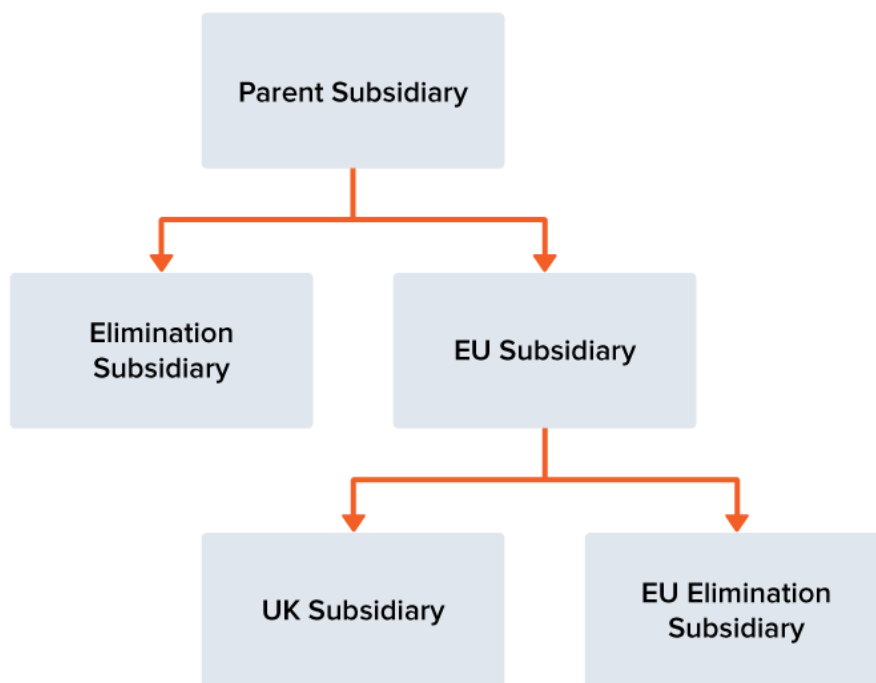 Parent Subsidiary
Elimination
Subsidiary
EU Subsidiary
UK Subsidiary
EU Elimination
Subsidiary